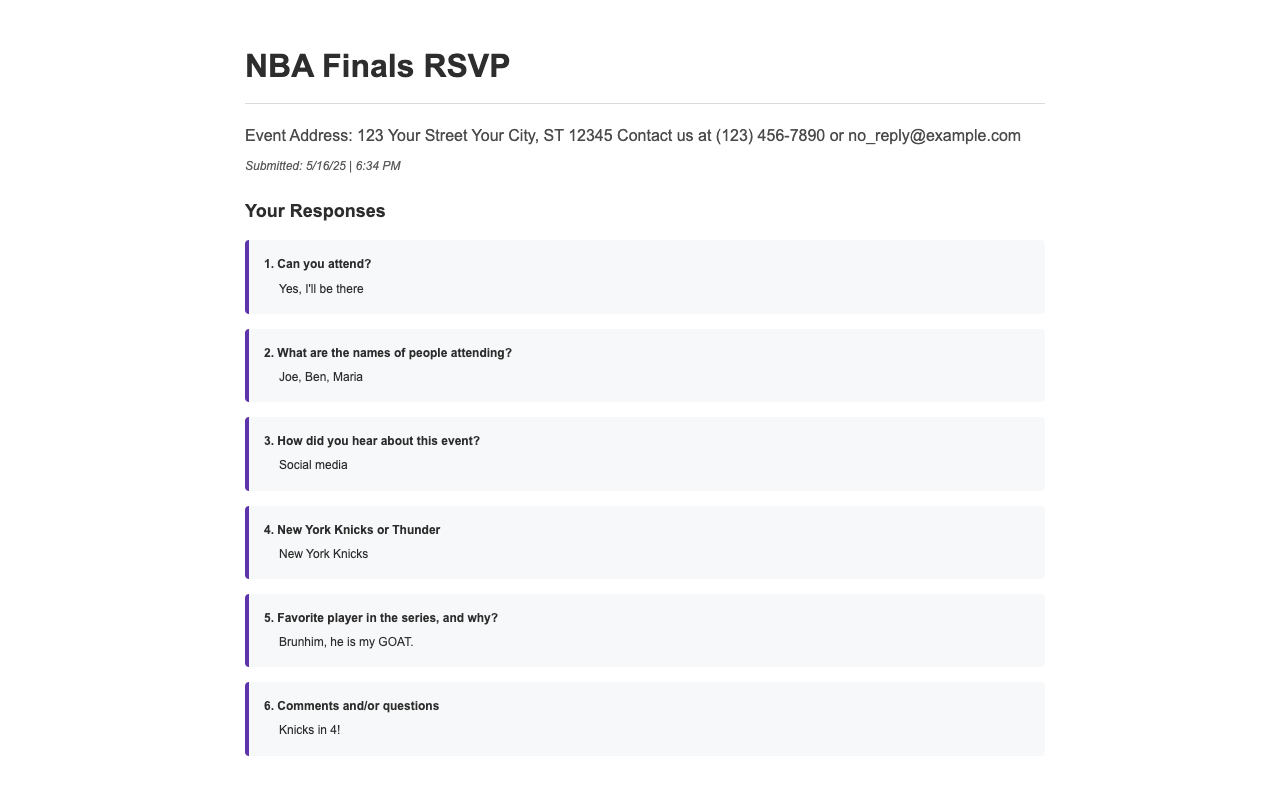 NBA Finals RSVP
Event Address: 123 Your Street Your City, ST 12345 Contact us at (123) 456-7890 or no_reply@example.com
Submitted: 5/16/25 | 6:34 PM
Your Responses
1. Can you attend?
Yes, I'll be there
2. What are the names of people attending?
Joe, Ben, Maria
3. How did you hear about this event?
Social media
4. New York Knicks or Thunder
New York Knicks
5. Favorite player in the series, and why?
Brunhim, he is my GOAT.
6. Comments and/or questions
Knicks in 4!